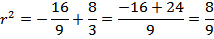 r² = −16/9 + 8/3 = (−16 + 24)/9 = 8/9